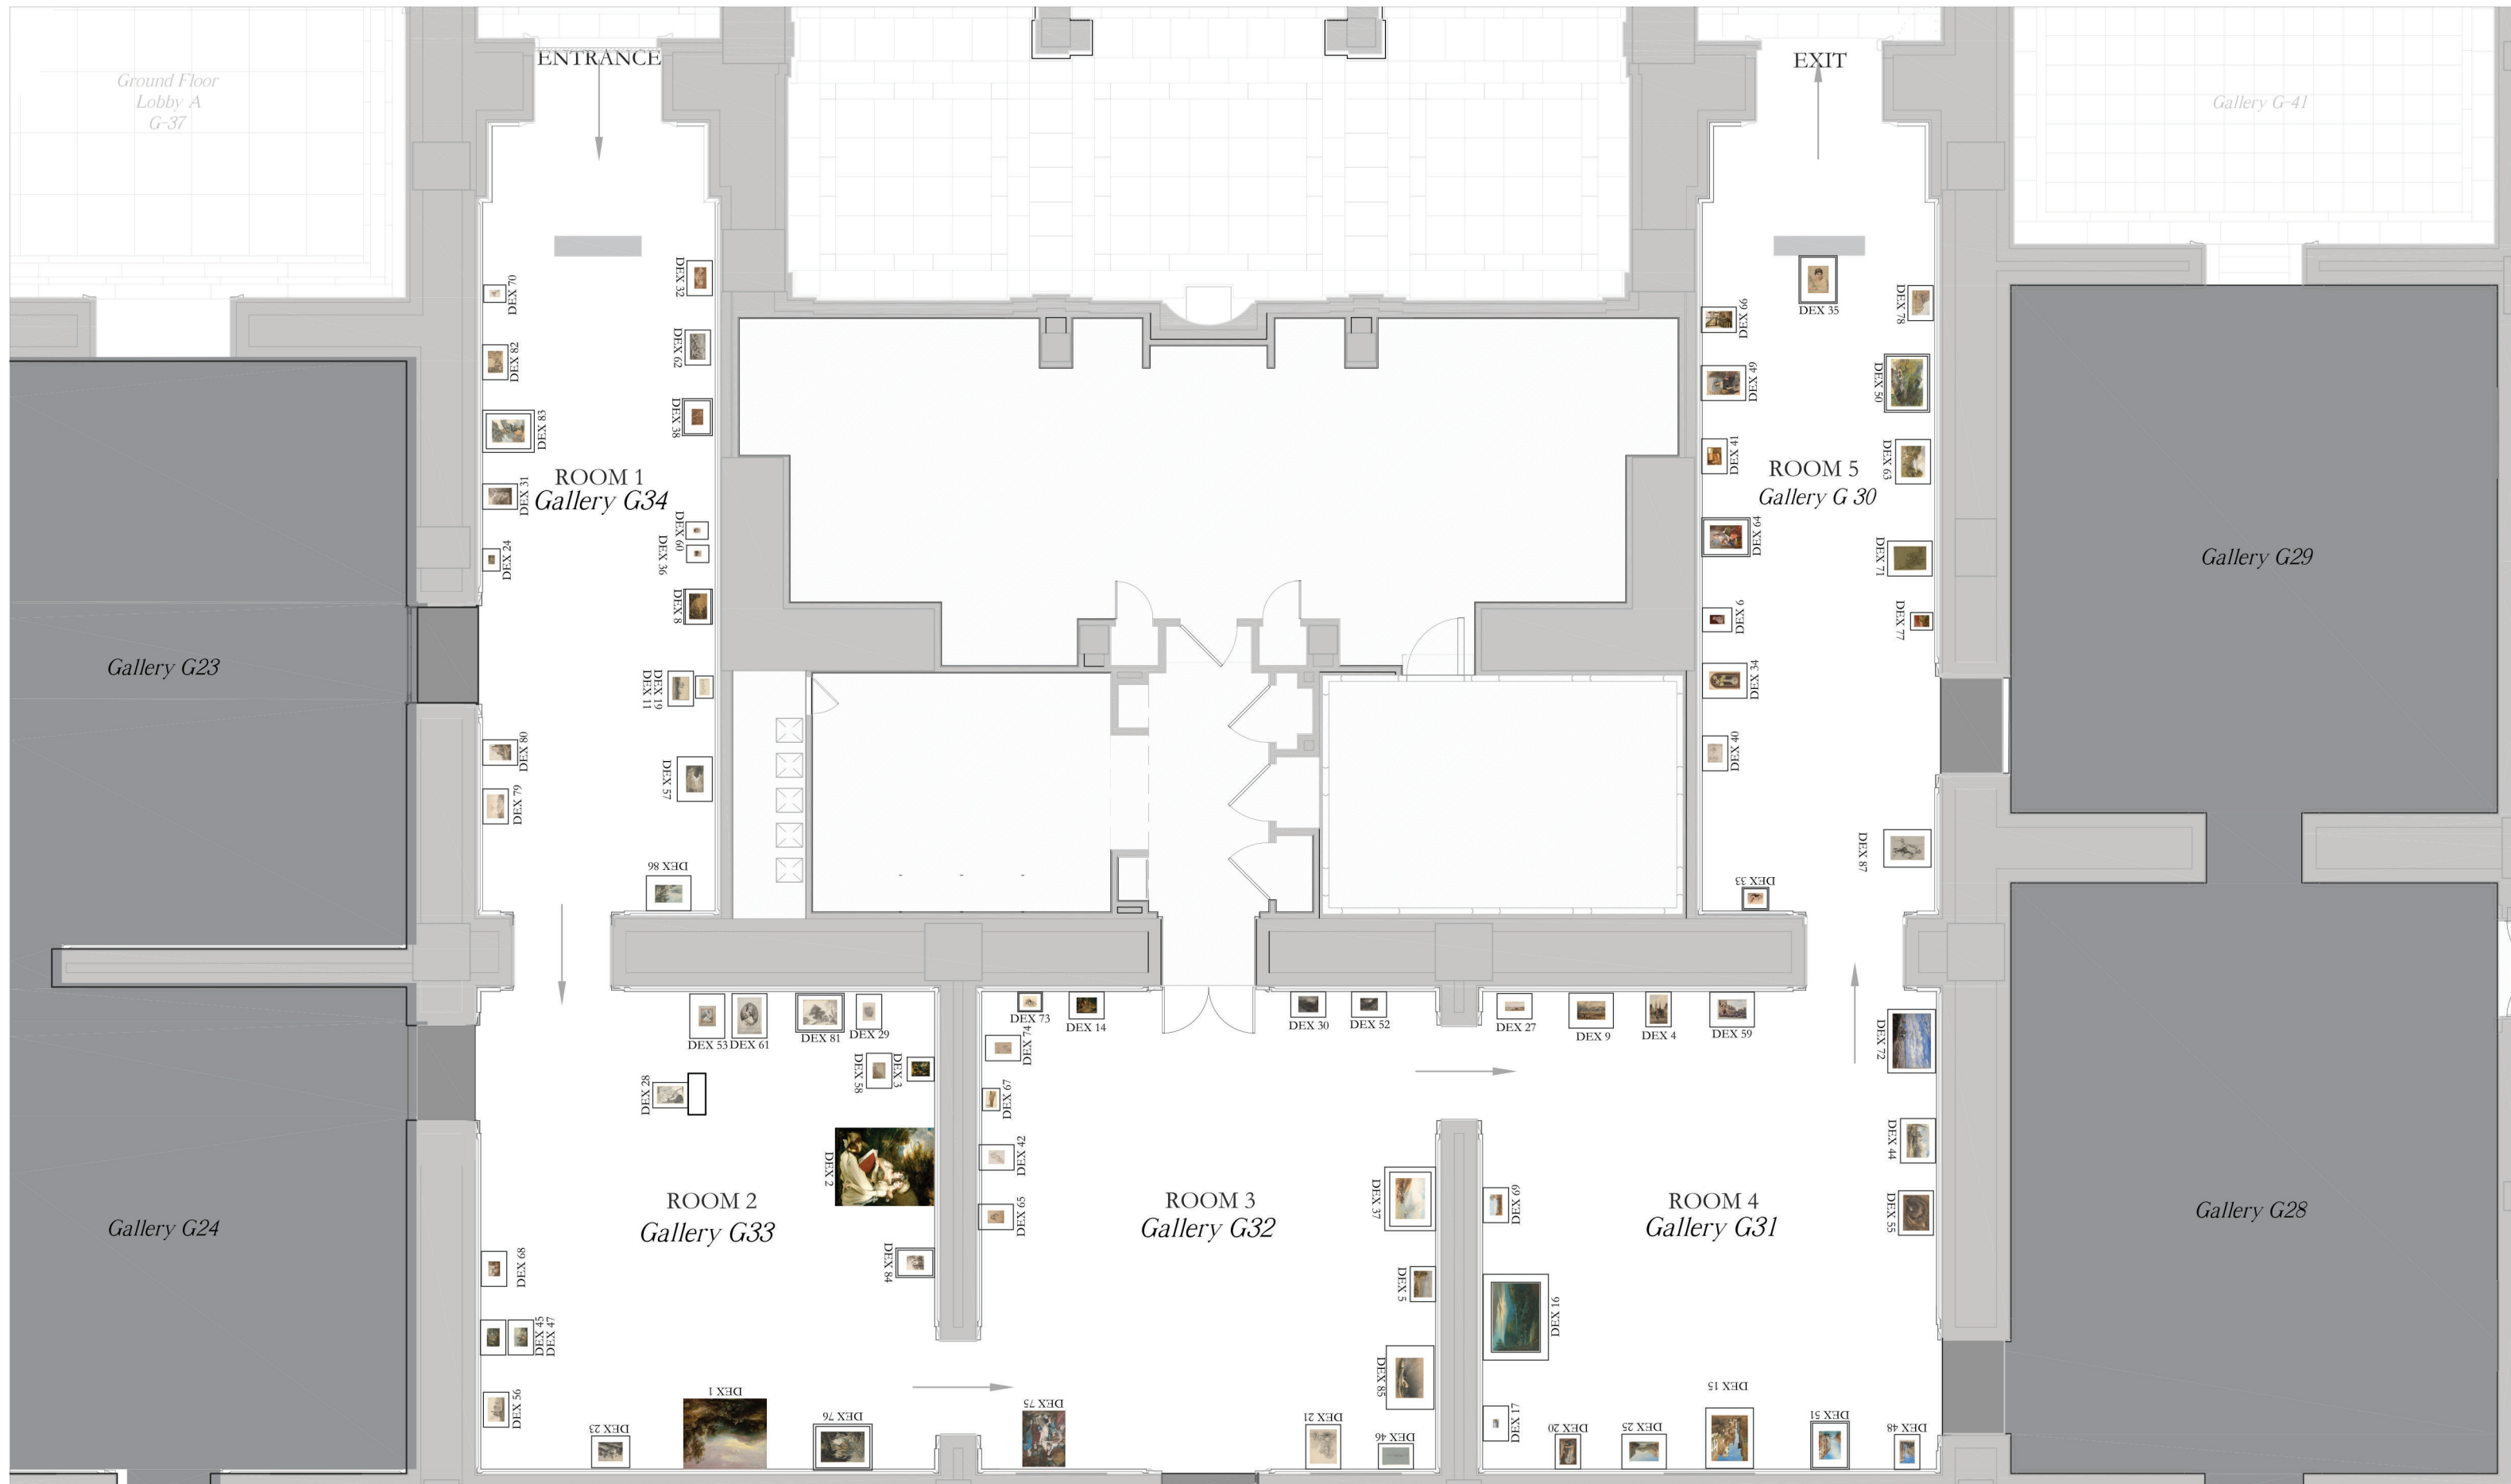 ENTRANCE
EXIT
Ground Floor
Lobby A
G-37
Gallery G-41
DEX 70
DEX 82
DEX 83
DEX 31
DEX 24
DEX 80
DEX 79
DEX 32
DEX 62
DEX 38
ROOM 1
Gallery G34
DEX 60
DEX 36
DEX 8
DEX 19
DEX 11
DEX 57
DEX 86
DEX 35
DEX 66
DEX 49
DEX 41
DEX 64
DEX 6
DEX 34
DEX 40
DEX 33
ROOM 5
Gallery G 30
DEX 78
DEX 50
DEX 63
DEX 71
DEX 77
DEX 87
Gallery G29
Gallery G23
Gallery G24
DEX 53
DEX 61
DEX 81
DEX 29
DEX 58
DEX 3
DEX 28
DEX 2
ROOM 2
Gallery G33
DEX 84
DEX 68
DEX 45
DEX 47
DEX 56
DEX 23
DEX 1
DEX 76
DEX 73
DEX 14
DEX 30
DEX 52
DEX 74
DEX 67
DEX 42
DEX 65
ROOM 3
Gallery G32
DEX 37
DEX 5
DEX 85
DEX 75
DEX 21
DEX 46
DEX 27
DEX 9
DEX 4
DEX 59
DEX 72
DEX 44
DEX 55
DEX 69
ROOM 4
Gallery G31
DEX 16
DEX 17
DEX 20
DEX 25
DEX 15
DEX 51
DEX 48
Gallery G28